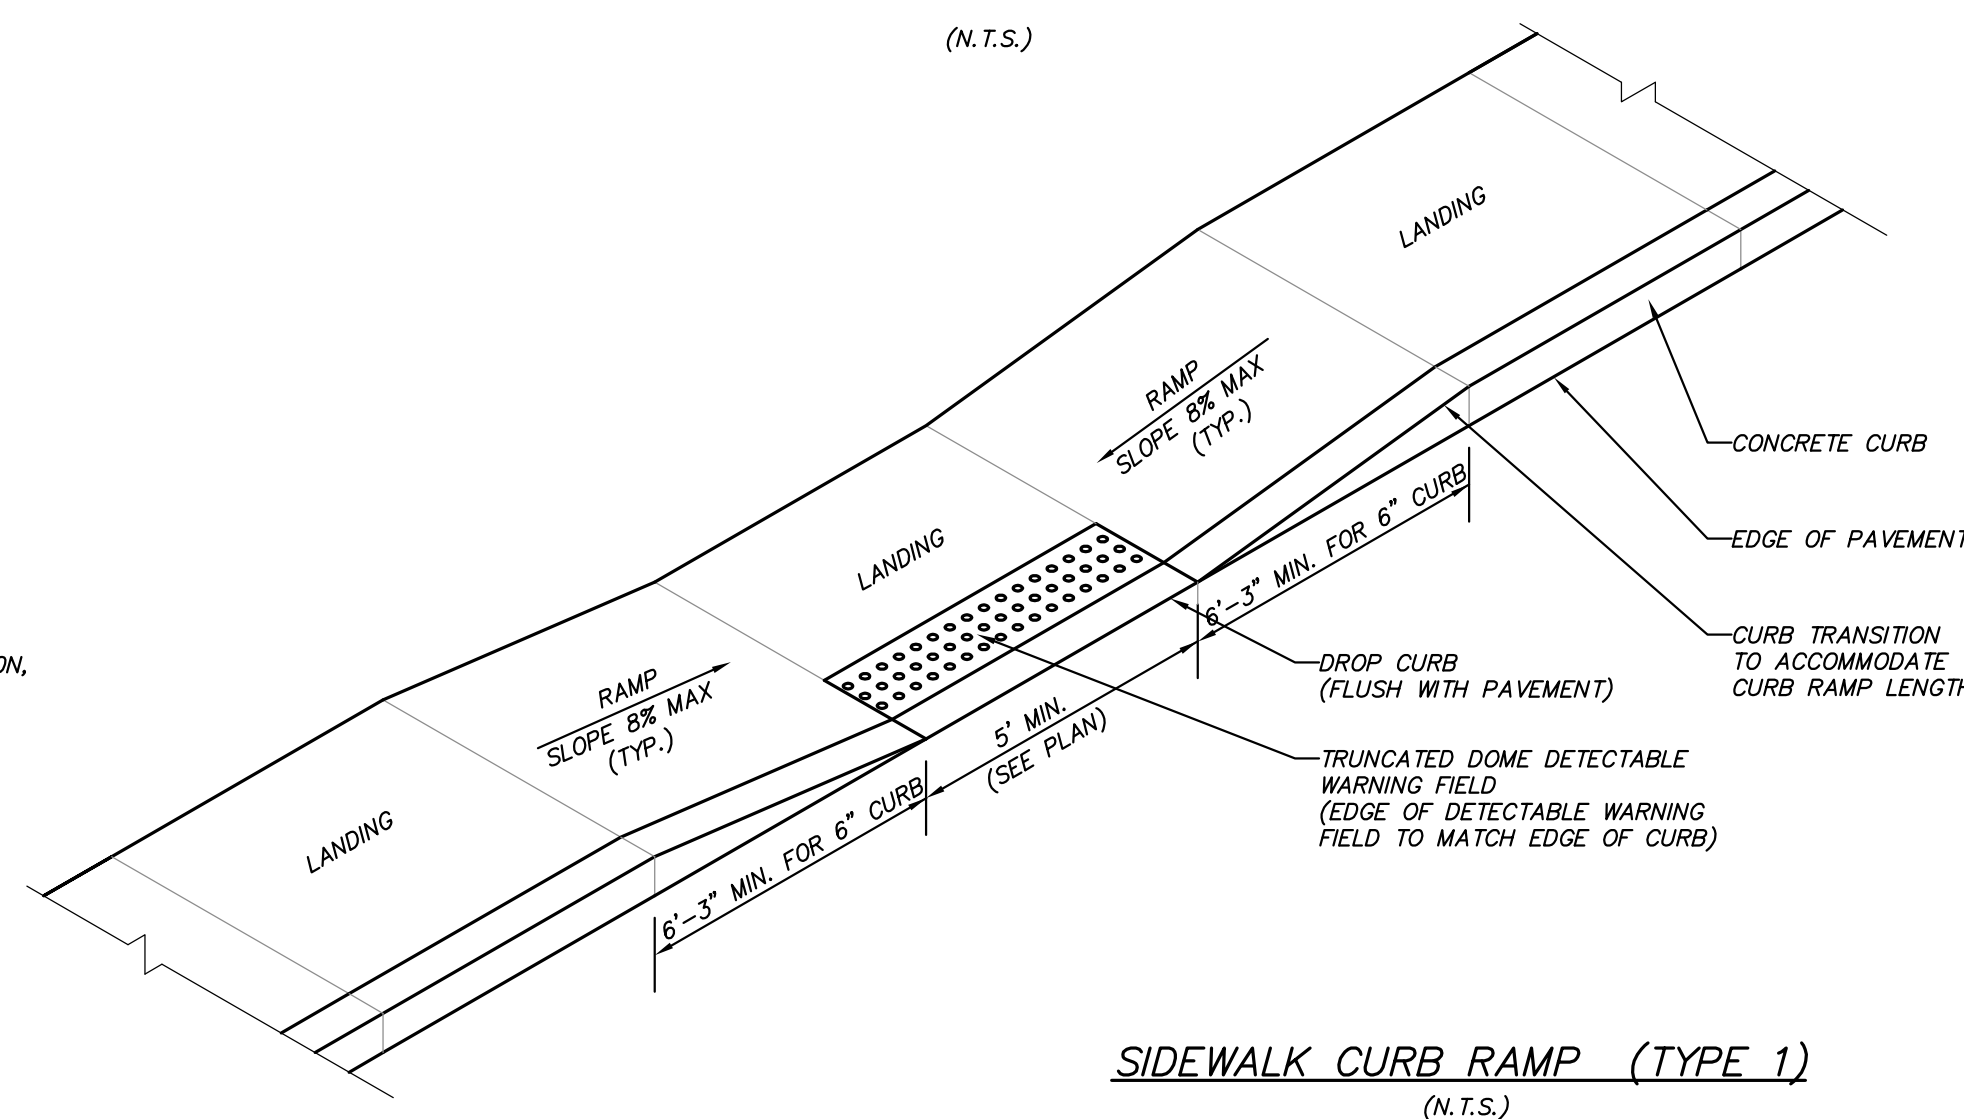 (N.T.S.)
LANDING
RAMP
SLOPE 8% MAX
(TYP.)
CONCRETE CURB
6'-3" MIN. FOR 6" CURB
EDGE OF PAVEMENT
LANDING
CURB TRANSITION
TO ACCOMMODATE
CURB RAMP LENGTH
DROP CURB
(FLUSH WITH PAVEMENT)
ON,
RAMP
SLOPE 8% MAX
(TYP.)
5' MIN.
(SEE PLAN)
TRUNCATED DOME DETECTABLE
WARNING FIELD
(EDGE OF DETECTABLE WARNING
FIELD TO MATCH EDGE OF CURB)
LANDING
6'-3" MIN. FOR 6" CURB
SIDEWALK CURB RAMP (TYPE 1)
(N.T.S.)